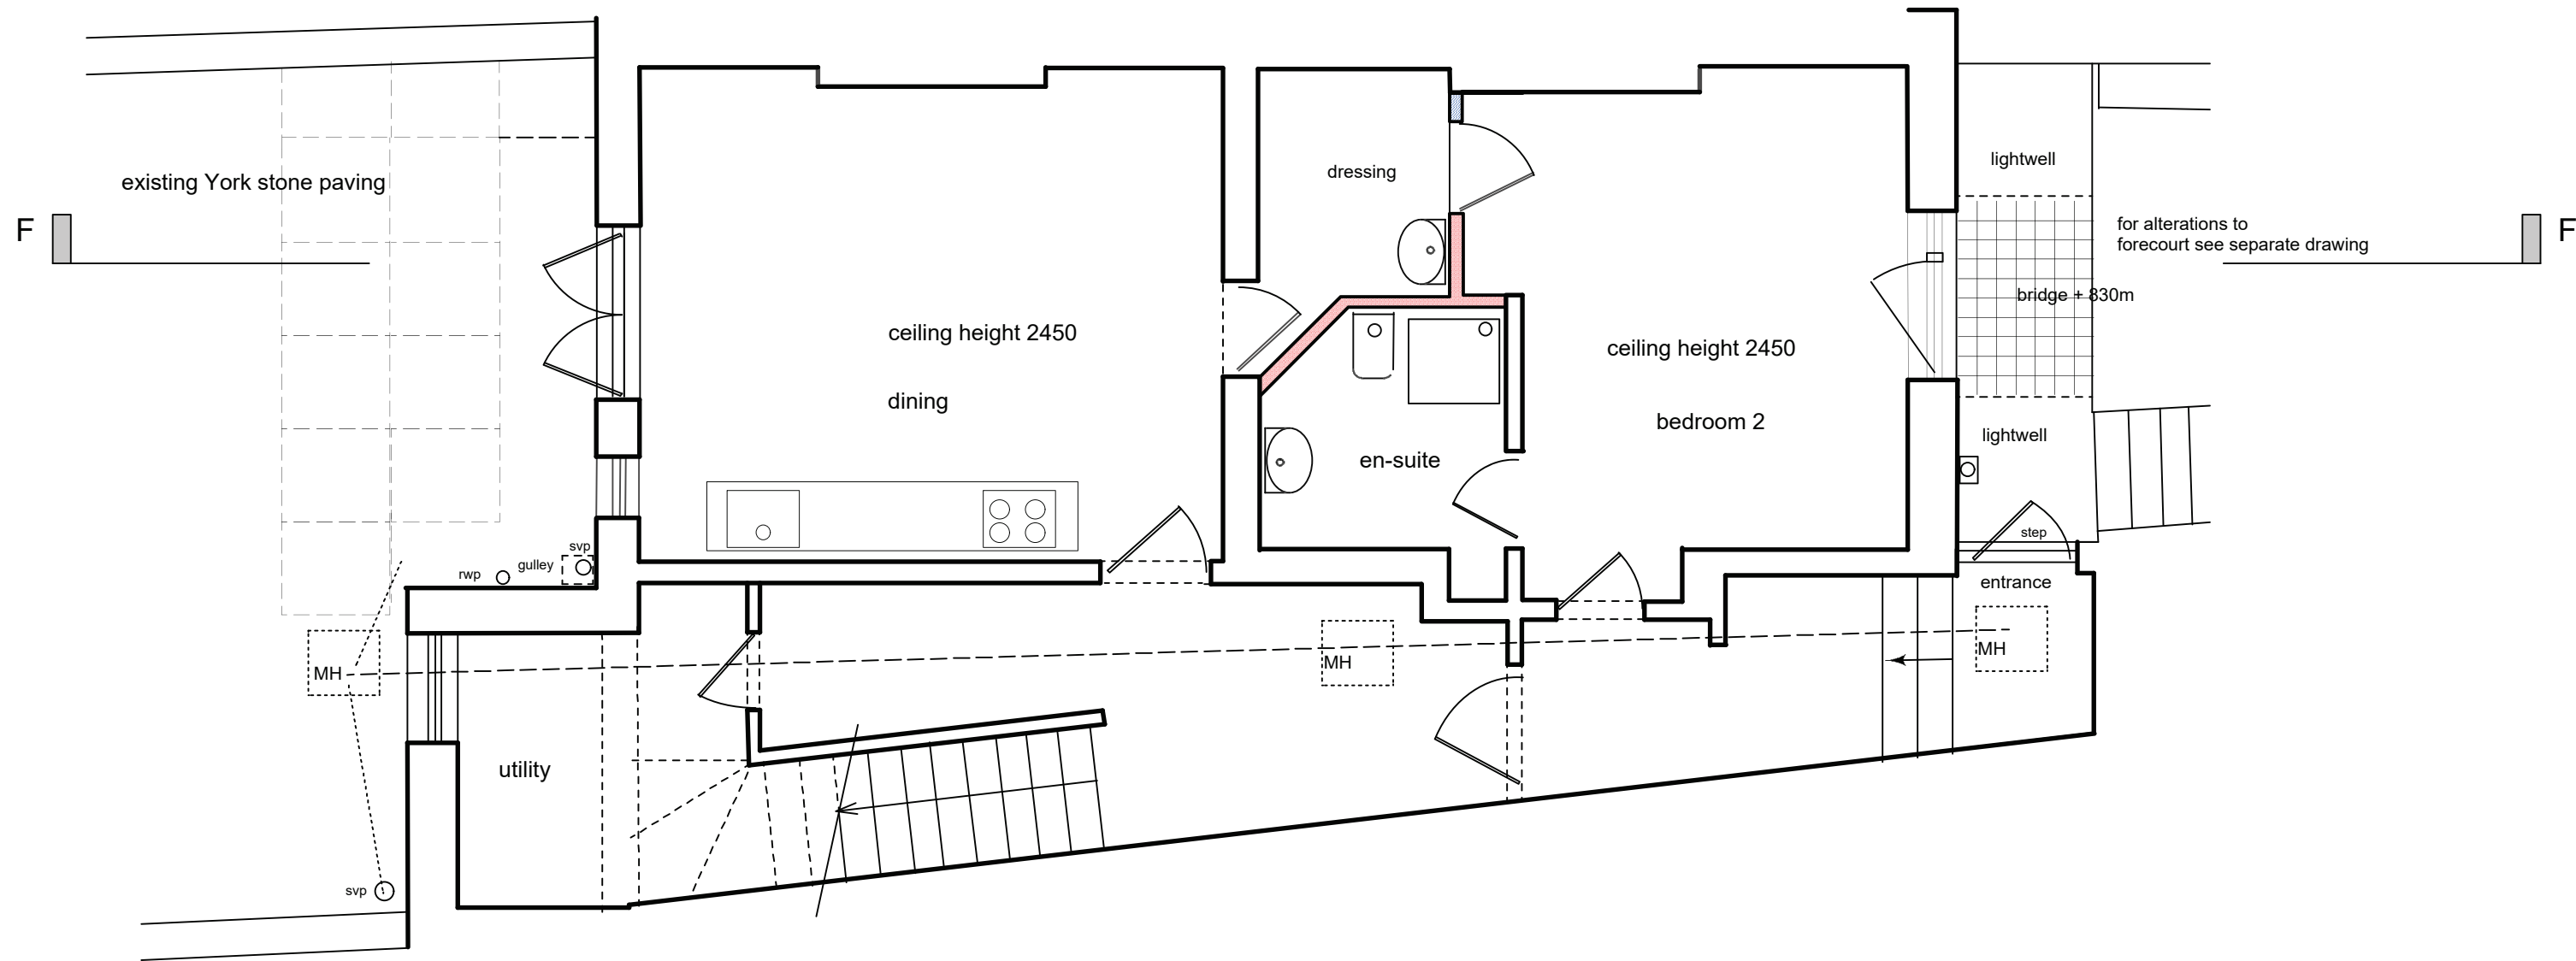 lightwell
dressing
existing York stone paving
F
for alterations to
forecourt see separate drawing
F
bridge + 830m
ceiling height 2450
ceiling height 2450
dining
bedroom 2
lightwell
en-suite
step
svp
gulley
rwp
entrance
MH
MH
MH
utility
svp